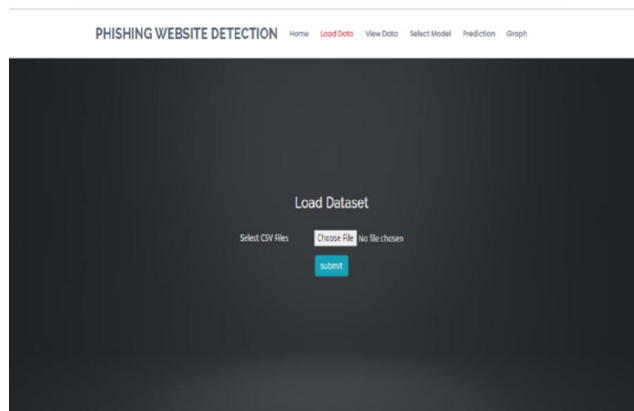 PHISHING WEBSITE DETECTION Home Load Data View Data Select Model Prediction Graph
Load Dataset
Select CSV Files Choose File No file chosen
submit